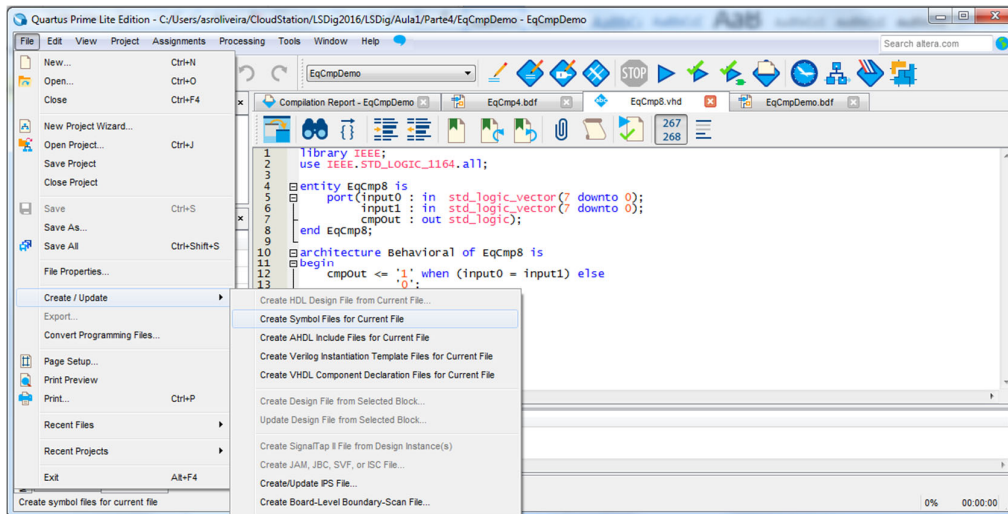 Quartus Prime Lite Edition - C:/Users/asroliveira/CloudStation/LSDig2016/LSDig/Aula1/Parte4/EqCmpDemo - EqCmpDemo
File Edit View Project Assignments Processing Tools Window Help
Search altera.com
New... Ctrl+N
Open... Ctrl+O
Close Ctrl+F4
New Project Wizard...
Open Project... Ctrl+J
Save Project
Close Project
Save Ctrl+S
Save As...
Save All Ctrl+Shift+S
File Properties...
Create / Update
Export...
Convert Programming Files...
Page Setup...
Print Preview
Print... Ctrl+P
Recent Files
Recent Projects
Exit Alt+F4
Create symbol files for current file
EqCmpDemo
STOP
Compilation Report - EqCmpDemo
EqCmp4.bdf
EqCmp8.vhd
EqCmpDemo.bdf
267
268
1 library IEEE;
2 use IEEE.STD_LOGIC_1164.all;
3
4 entity EqCmp8 is
5 port(input0 : in std_logic_vector(7 downto 0);
6 input1 : in std_logic_vector(7 downto 0);
7 cmpOut : out std_logic);
8 end EqCmp8;
9
10 architecture Behavioral of EqCmp8 is
11 begin
12 cmpOut <= '1' when (input0 = input1) else
13 '0';
Create HDL Design File from Current File...
Create Symbol Files for Current File
Create AHDL Include Files for Current File
Create Verilog Instantiation Template Files for Current File
Create VHDL Component Declaration Files for Current File
Create Design File from Selected Block...
Update Design File from Selected Block...
Create SignalTap II File from Design Instance(s)
Create JAM, JBC, SVF, or ISC File...
Create/Update IPS File...
Create Board-Level Boundary-Scan File...
0% 00:00:00